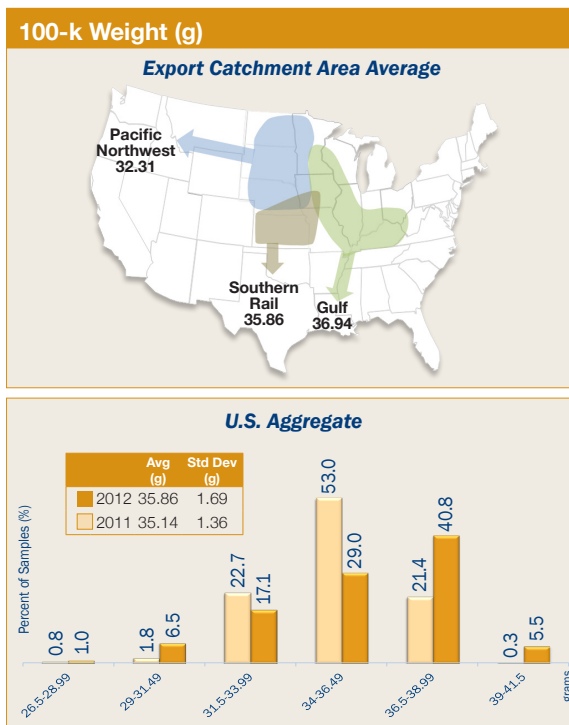 100-k Weight (g)
Export Catchment Area Average
Pacific
Northwest
32.31
Southern
Rail
35.86
Gulf
36.94
U.S. Aggregate
Avg Std Dev
(g) (g)
2012 35.86 1.69
2011 35.14 1.36
Percent of Samples (%)
0.8 1.0
1.8 6.5
22.7 17.1
53.0 29.0
21.4 40.8
0.3 5.5
26.5-28.99
29-31.49
31.5-33.99
34-36.49
36.5-38.99
39-41.5
grams